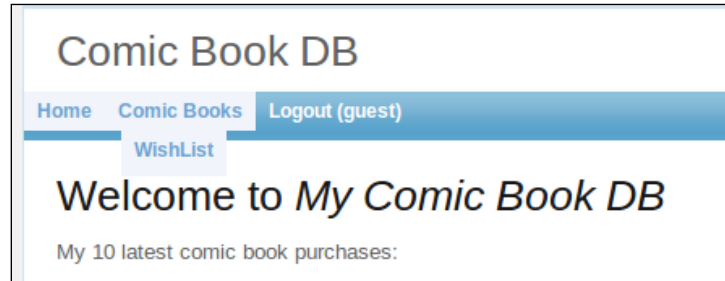 Comic Book DB
Home Comic Books Logout (guest)
WishList
Welcome to My Comic Book DB
My 10 latest comic book purchases: